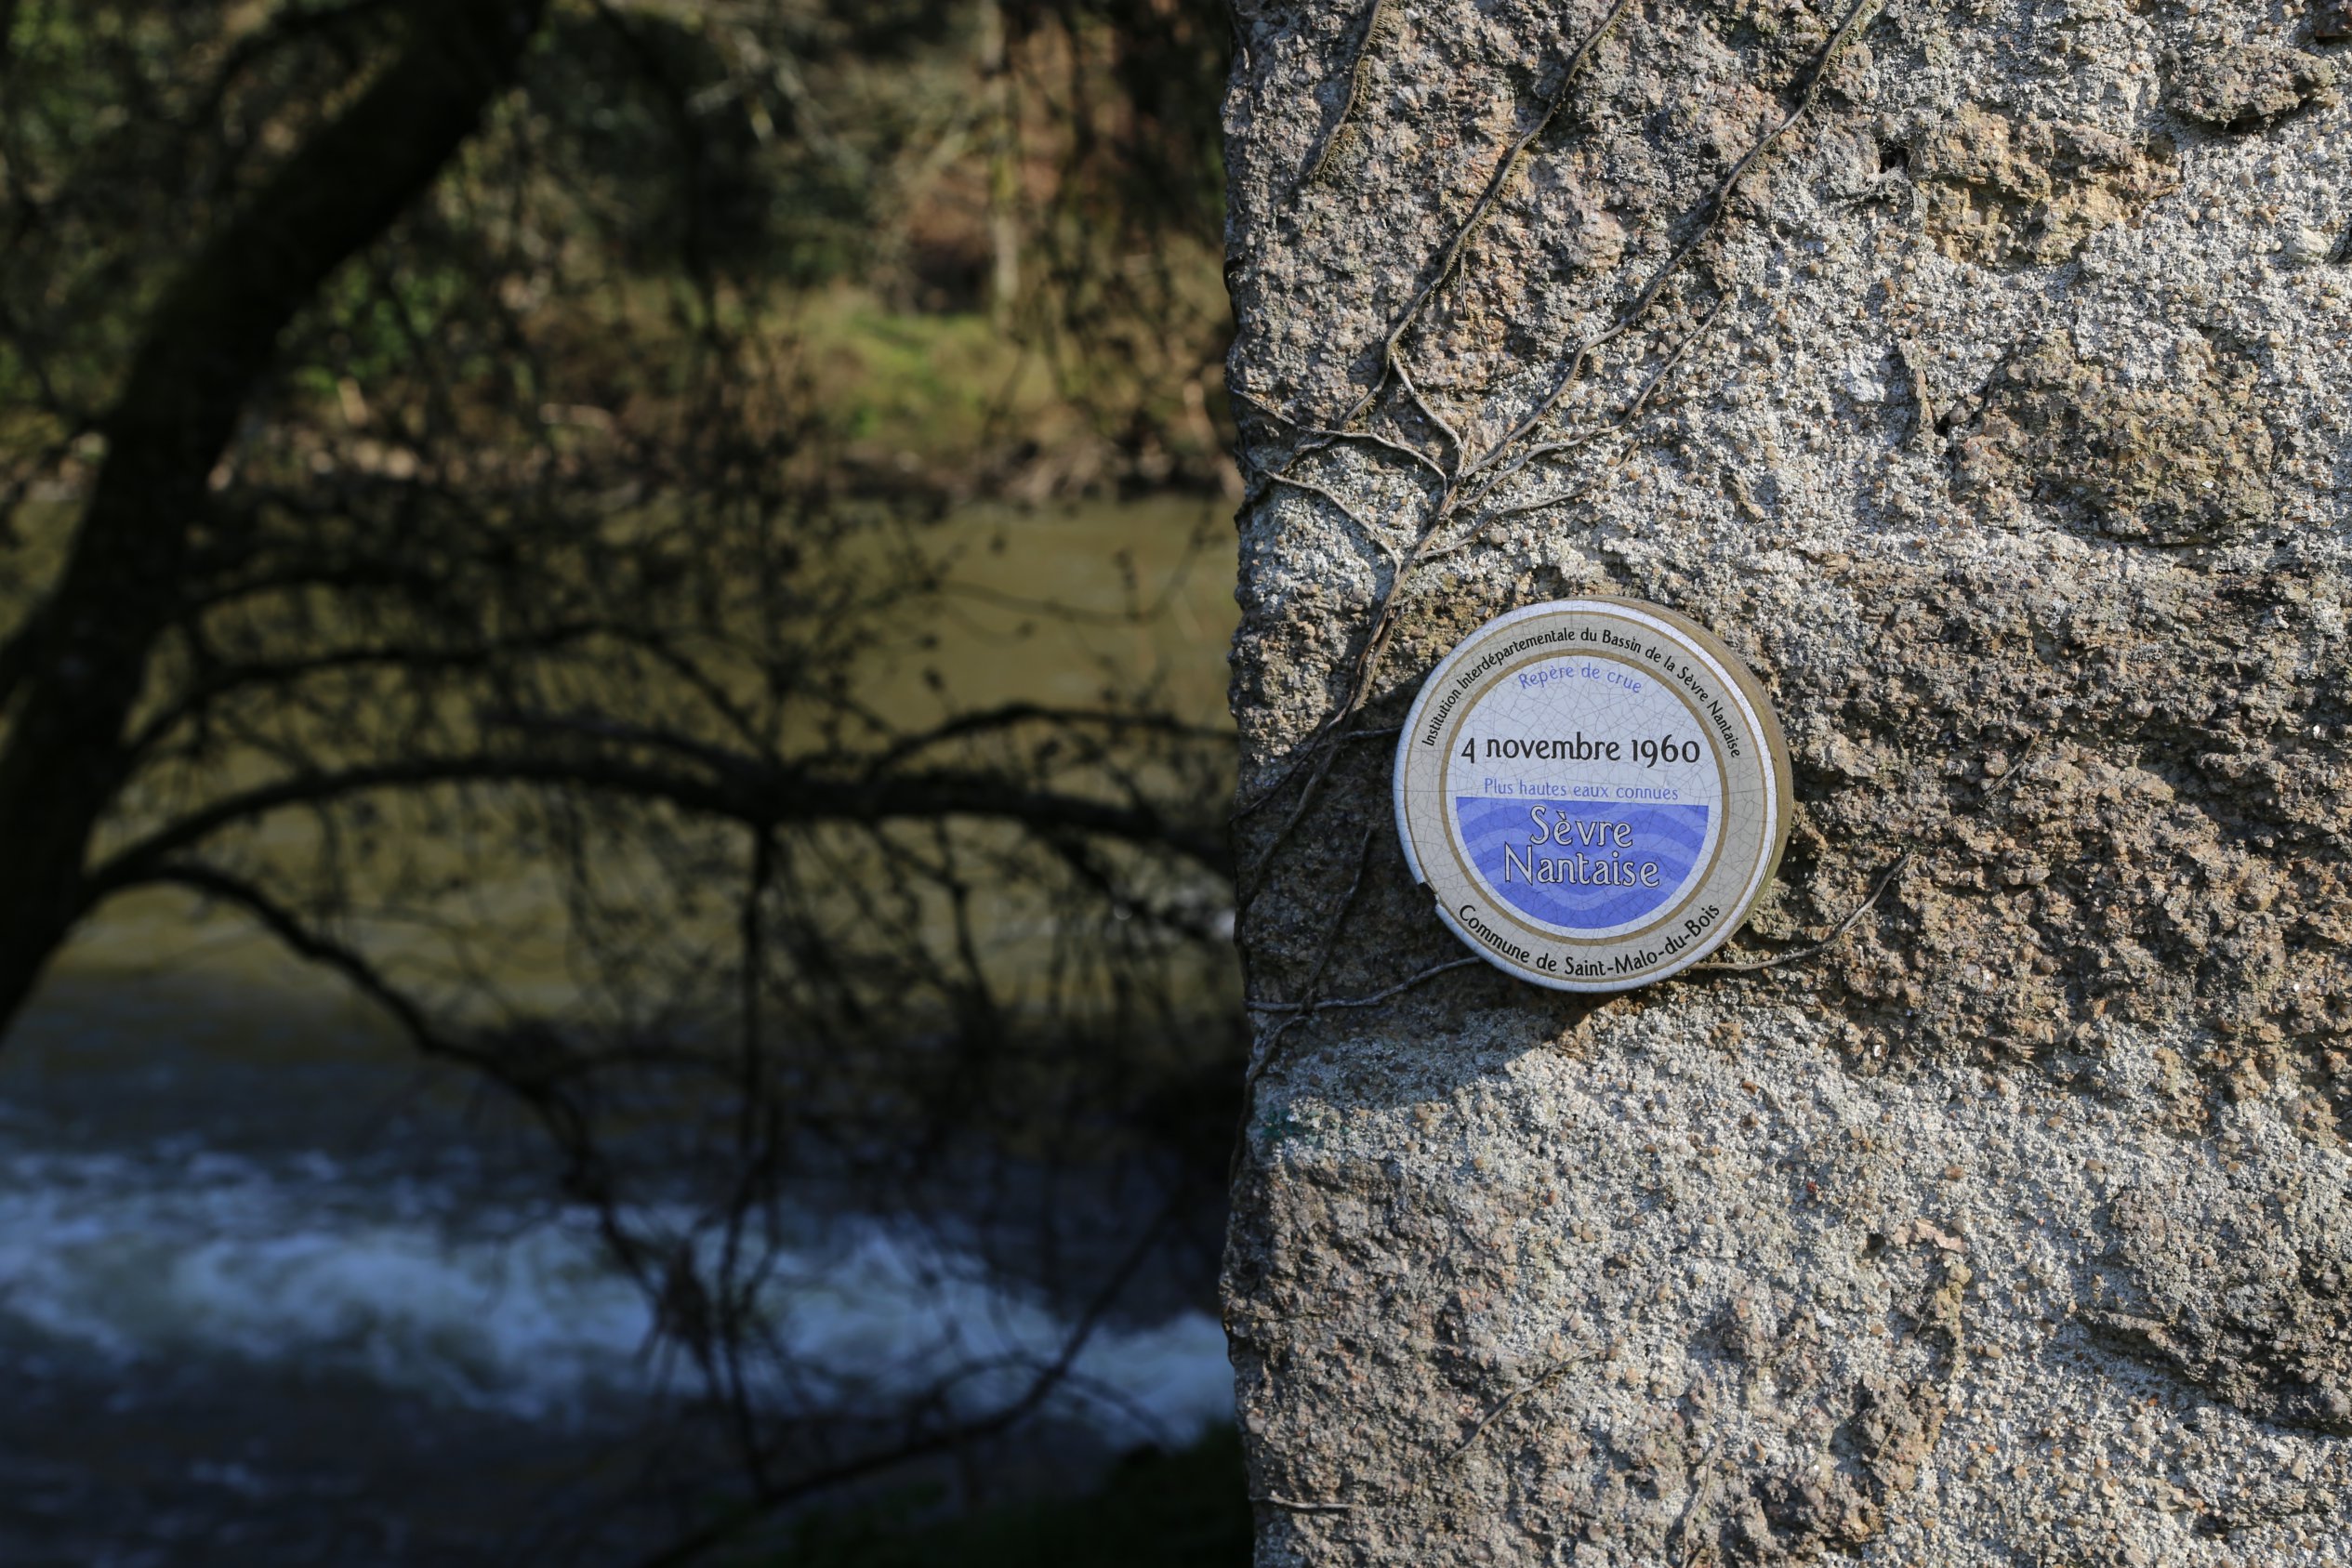 Institution Interdépartementale du Bassin de la Sèvre Nantaise
Repère de crue
4 novembre 1960
Plus hautes eaux connues
Sèvre
Nantaise
Commune de Saint-Malo-du-Bois